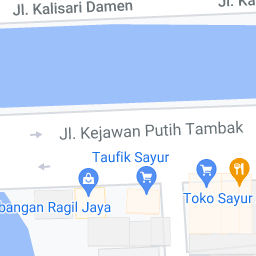 Jl. Kalisari Damen
Jl. Ka
Jl. Kejawan Putih Tambak
Taufik Sayur
Toko Sayur
bangan Ragil Jaya